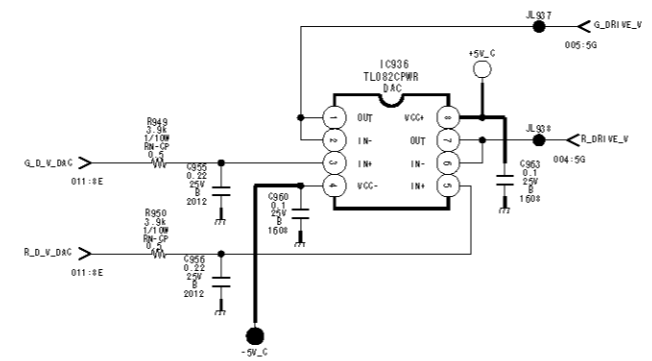 JL937
G_DRIVE_V
005:5G
+5V_C
IC936
TL082CPWR
DAC
1 OUT VCC+ 8
2 IN- OUT 7
3 IN+ IN- 6
4 VCC- IN+ 5
JL938
R_DRIVE_V
004:5G
R949
3.9k
1/10W
RN-CP
0.5
G_D_V_DAC
011:8E
C955
0.22
25V
B
2012
C960
0.1
25V
B
1608
C963
0.1
25V
B
1608
R950
3.9k
1/10W
RN-CP
0.5
R_D_V_DAC
011:8E
C956
0.22
25V
B
2012
-5V_C